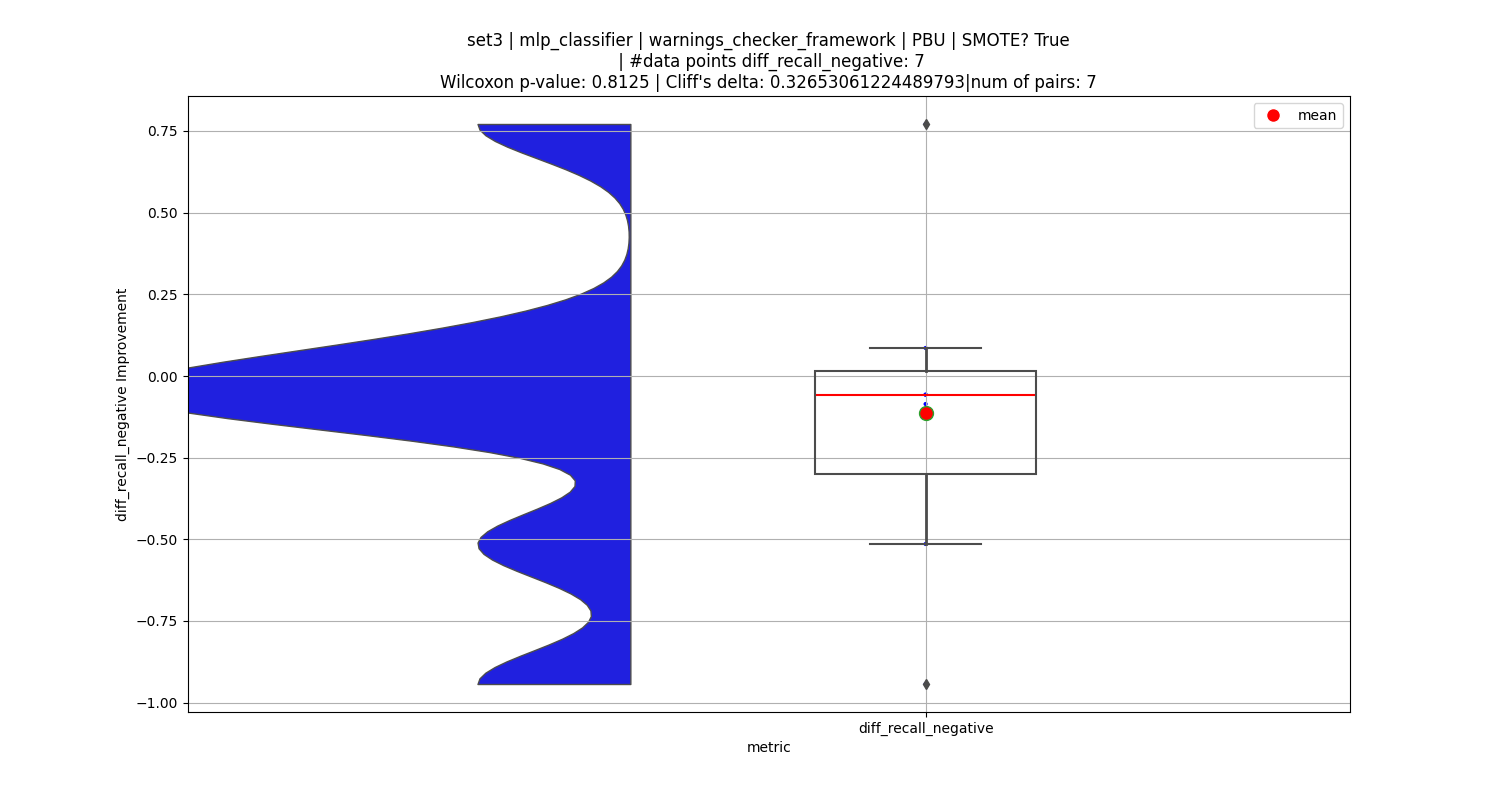 set3 | mlp_classifier | warnings_checker_framework | PBU | SMOTE? True
| #data points diff_recall_negative: 7
Wilcoxon p-value: 0.8125 | Cliff's delta: 0.32653061224489793|num of pairs: 7
mean
0.75
0.50
0.25
0.00
−0.25
−0.50
−0.75
−1.00
diff_recall_negative Improvement
diff_recall_negative
metric